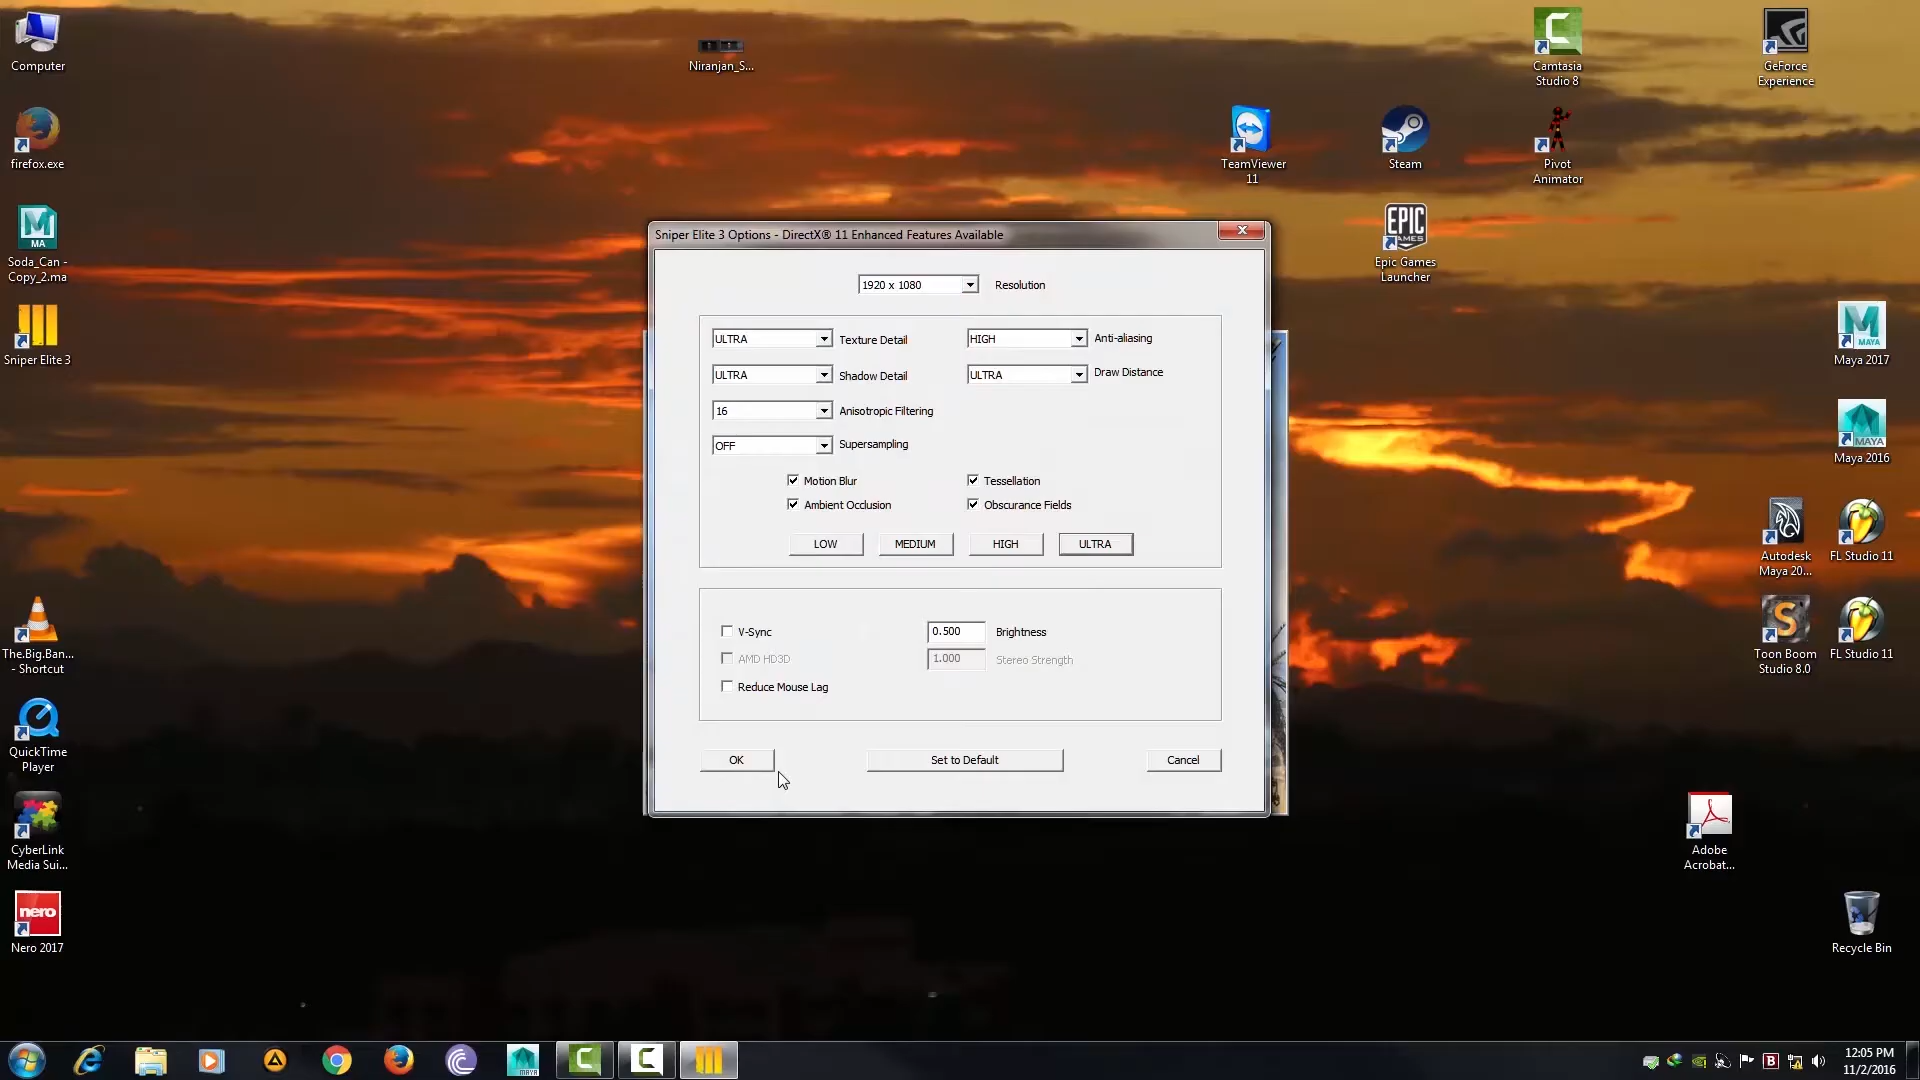 Computer
firefox.exe
MA
Soda_Can -
Copy_2.ma
Sniper Elite 3
The.Big.Ban...
- Shortcut
QuickTime
Player
CyberLink
Media Sui...
nero
Nero 2017
Niranjan_S...
TeamViewer
11
Steam
EPIC
GAMES
Epic Games
Launcher
Camtasia
Studio 8
Pivot
Animator
GeForce
Experience
MAYA
Maya 2017
MAYA
Maya 2016
Autodesk
Maya 20...
FL Studio 11
Toon Boom
Studio 8.0
FL Studio 11
Adobe
Acrobat...
Recycle Bin
Sniper Elite 3 Options - DirectX® 11 Enhanced Features Available
1920 x 1080 Resolution
ULTRA Texture Detail HIGH Anti-aliasing
ULTRA Shadow Detail ULTRA Draw Distance
16 Anisotropic Filtering
OFF Supersampling
Motion Blur Tessellation
Ambient Occlusion Obscurance Fields
LOW MEDIUM HIGH ULTRA
V-Sync 0.500 Brightness
AMD HD3D 1.000 Stereo Strength
Reduce Mouse Lag
OK Set to Default Cancel
MAYA
12:05 PM
11/2/2016